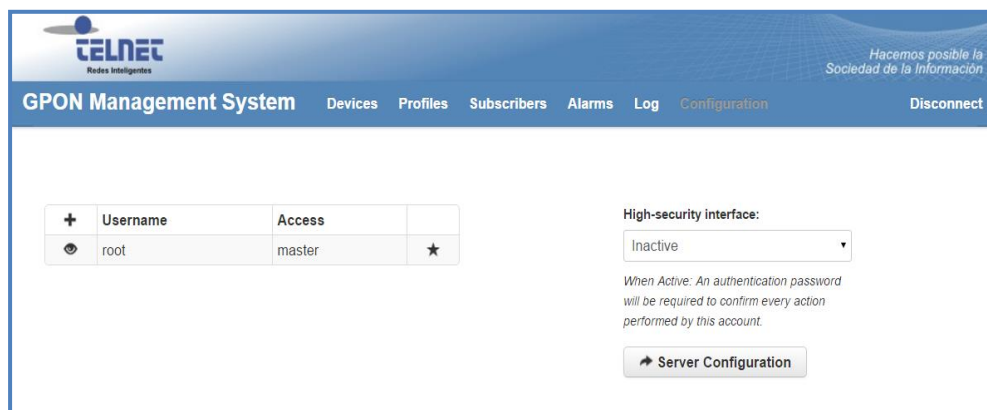 TELNET
Redes Inteligentes
Hacemos posible la
Sociedad de la Información
GPON Management System Devices Profiles Subscribers Alarms Log Configuration Disconnect
Username Access
root master
High-security interface:
Inactive
When Active: An authentication password
will be required to confirm every action
performed by this account.
Server Configuration